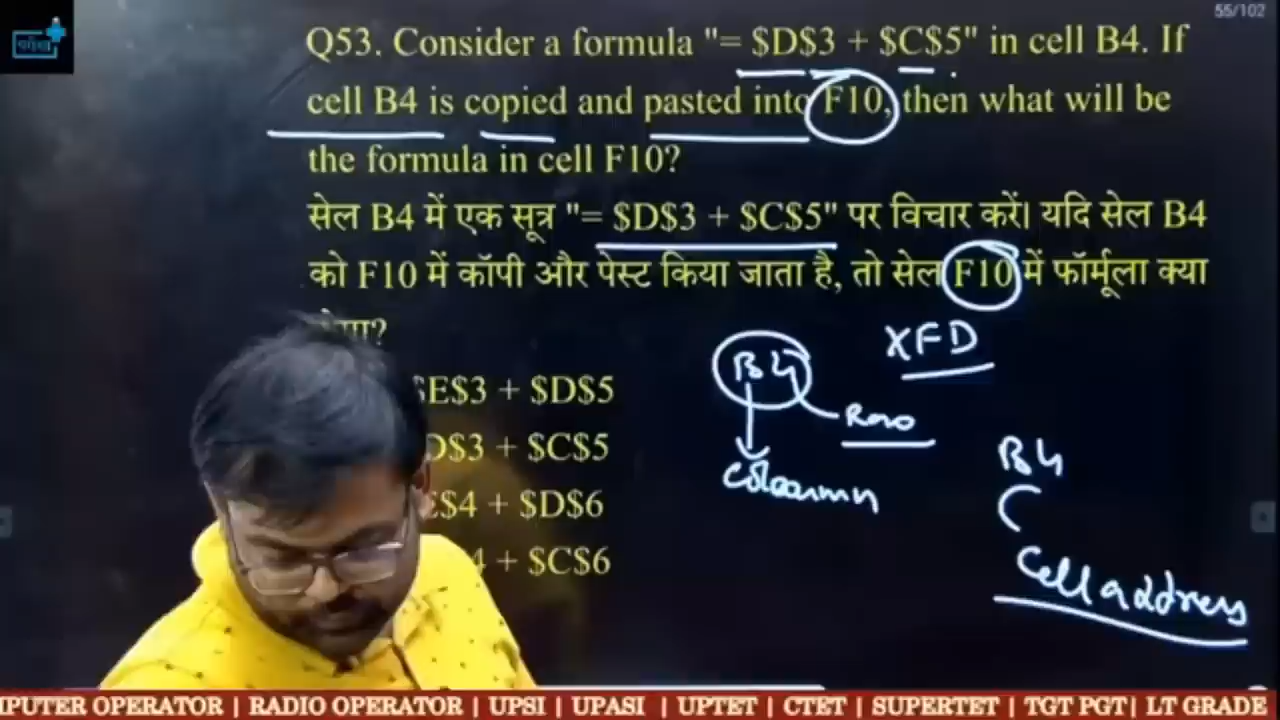 55/102
Q53. Consider a formula "= $D$3 + $C$5" in cell B4. If
cell B4 is copied and pasted into F10, then what will be
the formula in cell F10?
सेल B4 में एक सूत्र "= $D$3 + $C$5" पर विचार करें। यदि सेल B4
को F10 में कॉपी और पेस्ट किया जाता है, तो सेल F10 में फॉर्मूला क्या
$E$3 + $D$5
D$3 + $C$5
E$4 + $D$6
4 + $C$6
XFD
B4
Row
Column
B4
Cell address
PUTER OPERATOR | RADIO OPERATOR | UPSI | UPASI | UPTET | CTET | SUPERTET | TGT PGT| LT GRADE